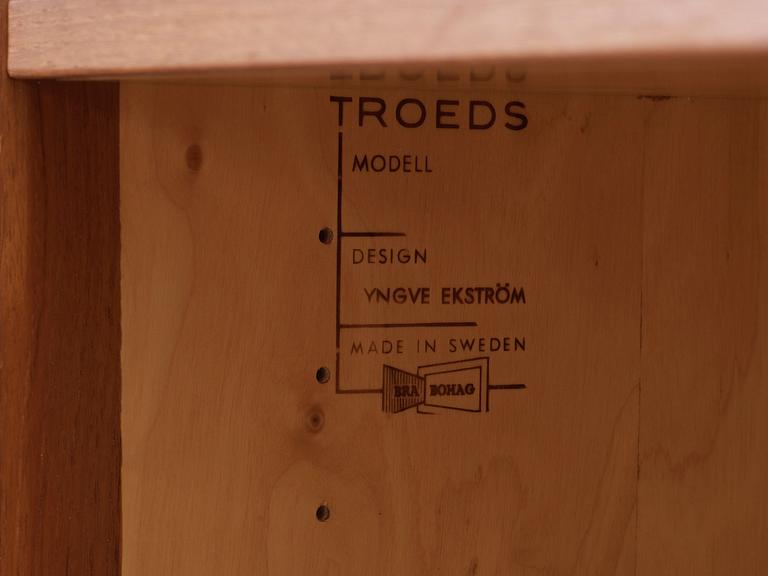 TROEDS
MODELL
DESIGN
YNGVE EKSTRÖM
MADE IN SWEDEN
BRA BOHAG